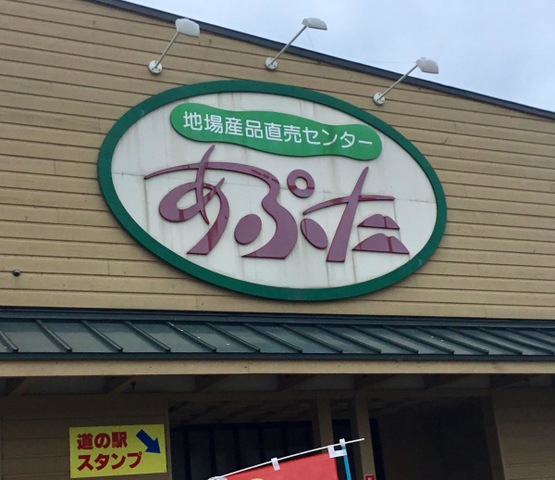 地場産品直売センター
あぷた
道の駅
スタンプ